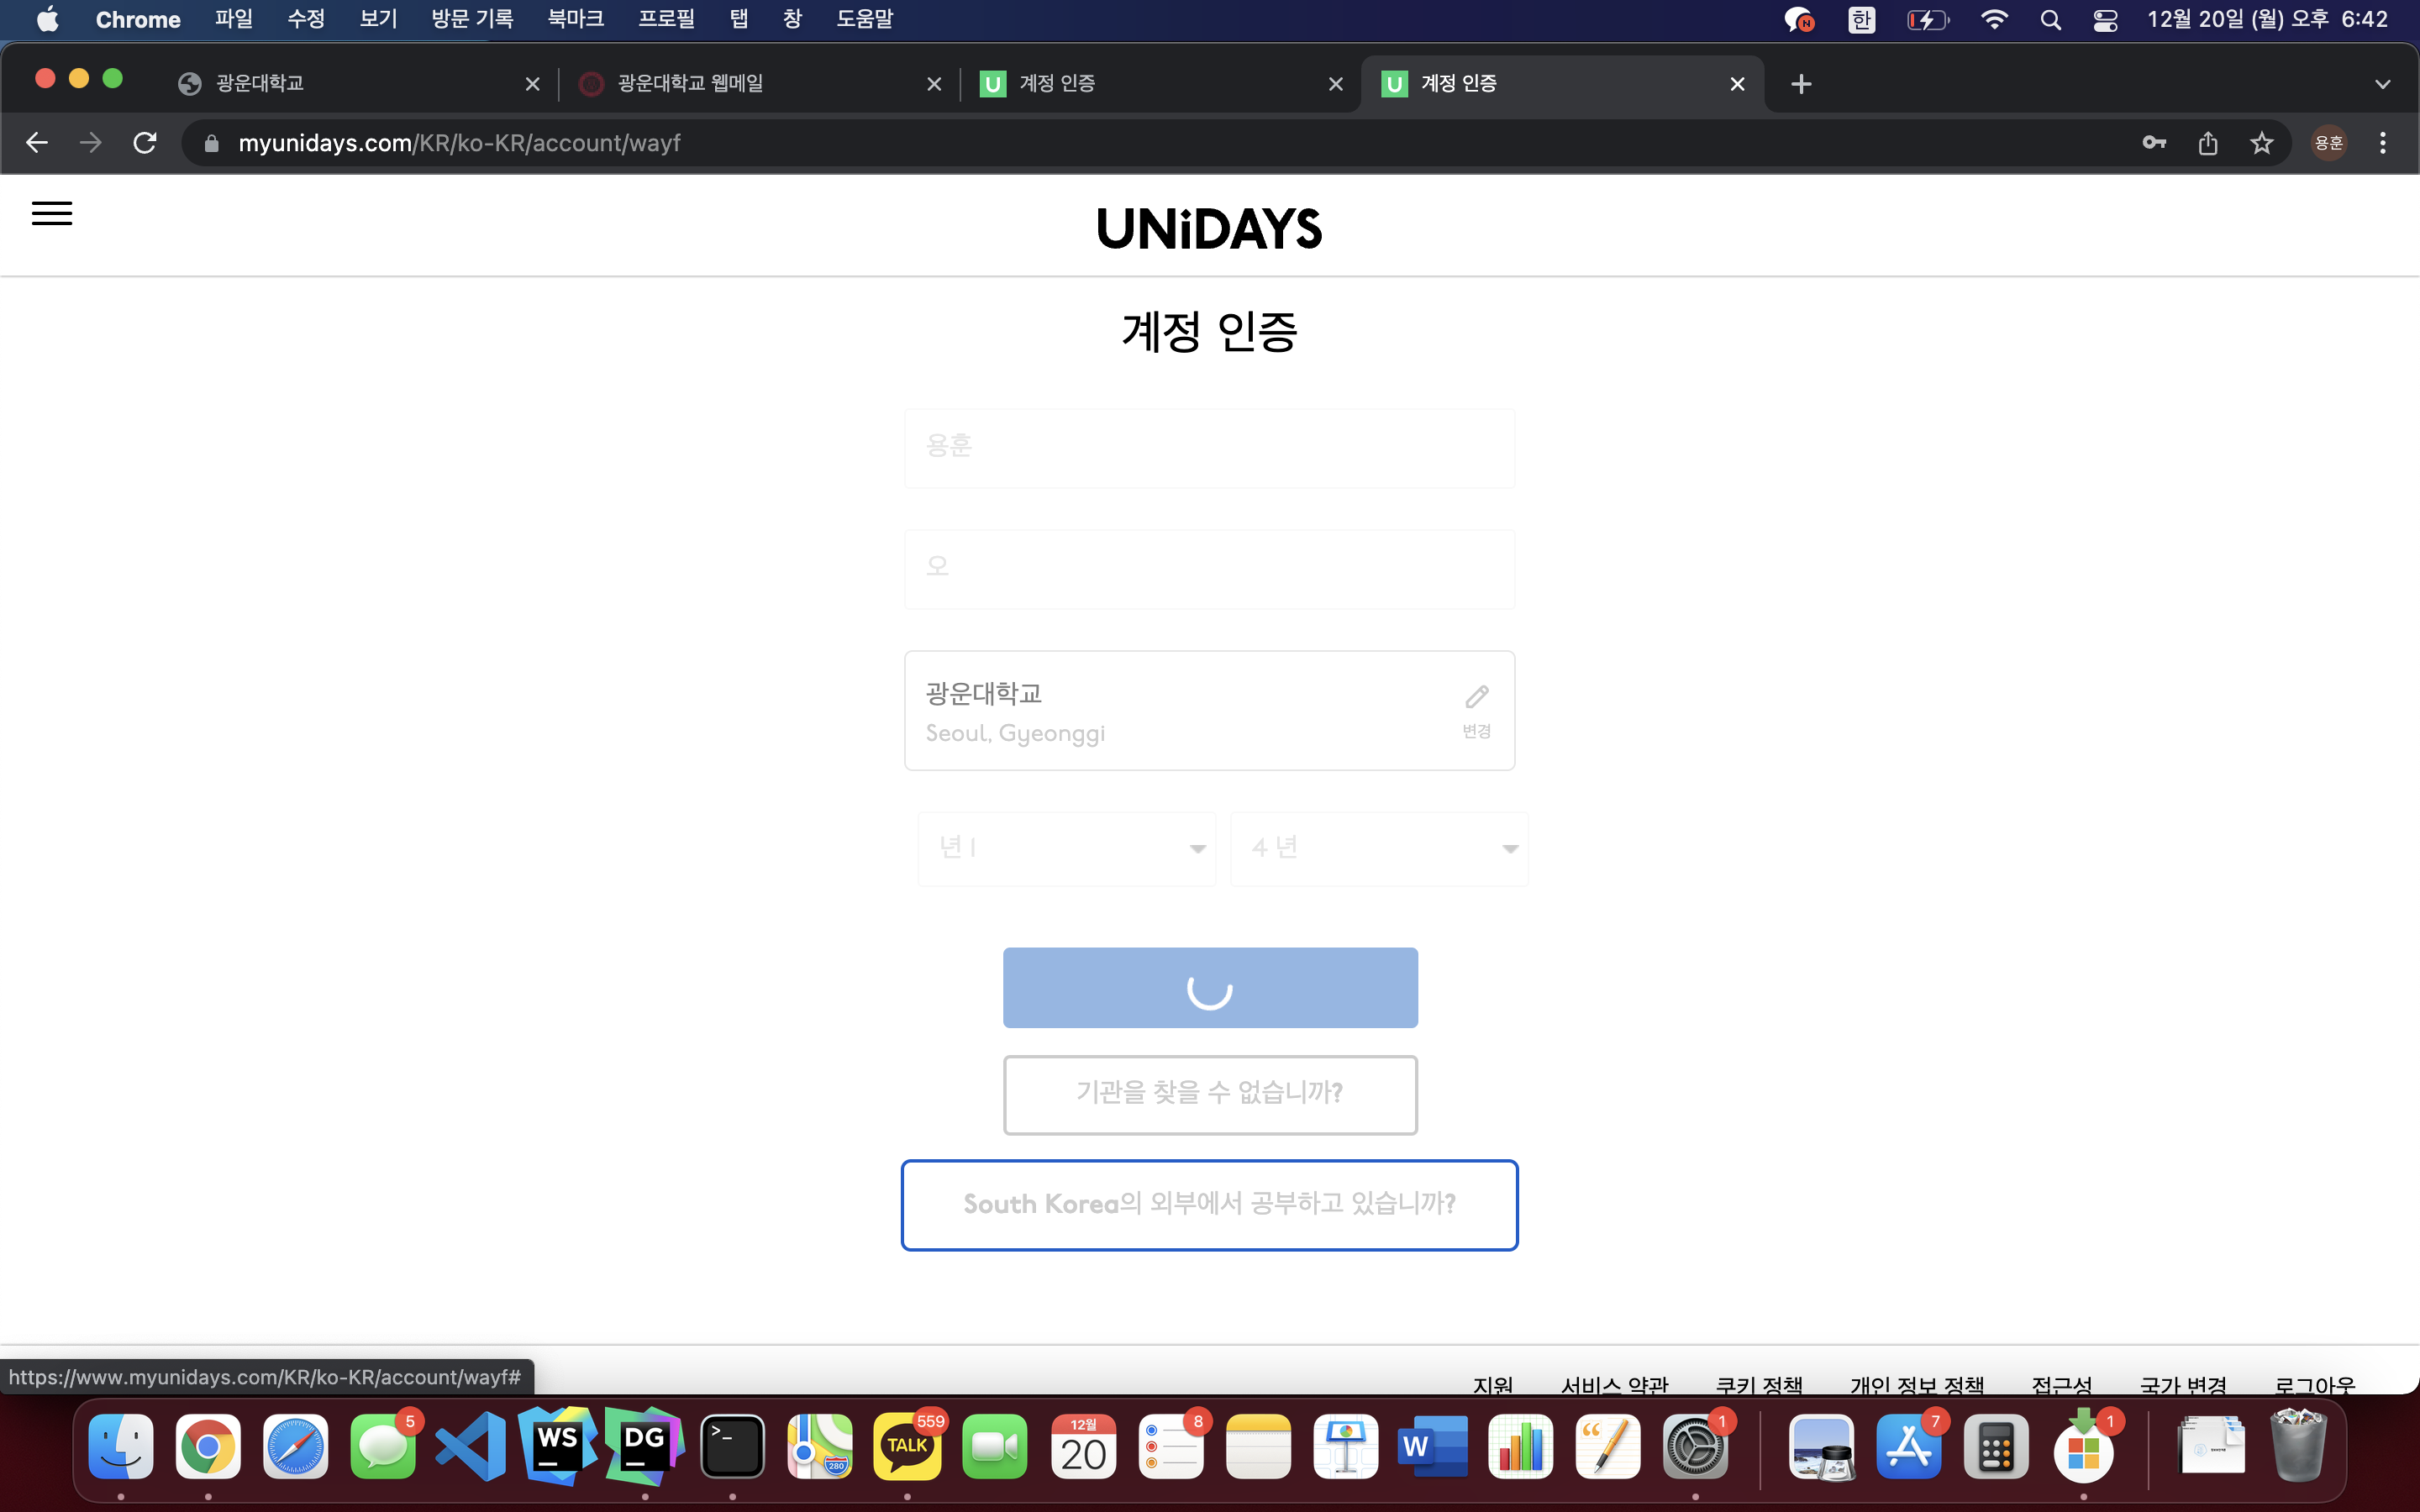 Chrome 파일 수정 보기 방문 기록 북마크 프로필 탭 창 도움말 N 한 12월 20일 (월) 오후 6:42
광운대학교 광운대학교 웹메일 U 계정 인증 U 계정 인증
myunidays.com/KR/ko-KR/account/wayf 용훈
UNiDAYS
계정 인증
용훈
오
광운대학교
Seoul, Gyeonggi
변경
년 1 4 년
기관을 찾을 수 없습니까?
South Korea의 외부에서 공부하고 있습니까?
https://www.myunidays.com/KR/ko-KR/account/wayf#
지원 서비스 약관 쿠키 정책 개인 정보 정책 접근성 국가 변경 로그아웃
5 WS DG >_ 280 TALK 559 12월 20 8 W 1 7 1